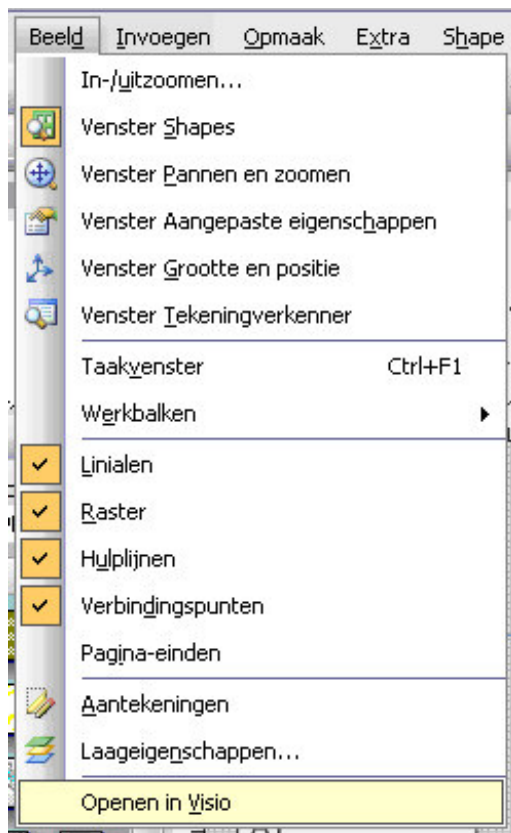 Beeld Invoegen Opmaak Extra Shape
In-/uitzoomen...
Venster Shapes
Venster Pannen en zoomen
Venster Aangepaste eigenschappen
Venster Grootte en positie
Venster Tekeningverkenner
Taakvenster Ctrl+F1
Werkbalken
Linialen
Raster
Hulplijnen
Verbindingspunten
Pagina-einden
Aantekeningen
Laageigenschappen...
Openen in Visio